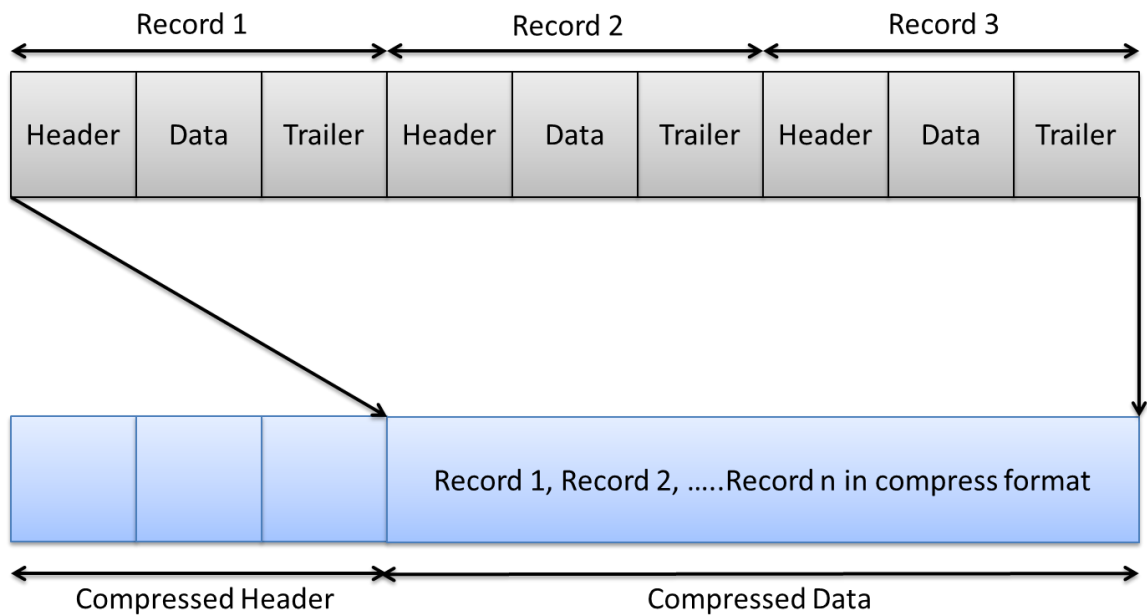 Record 1 Record 2 Record 3
Header Data Trailer Header Data Trailer Header Data Trailer
Record 1, Record 2, .....Record n in compress format
Compressed Header Compressed Data